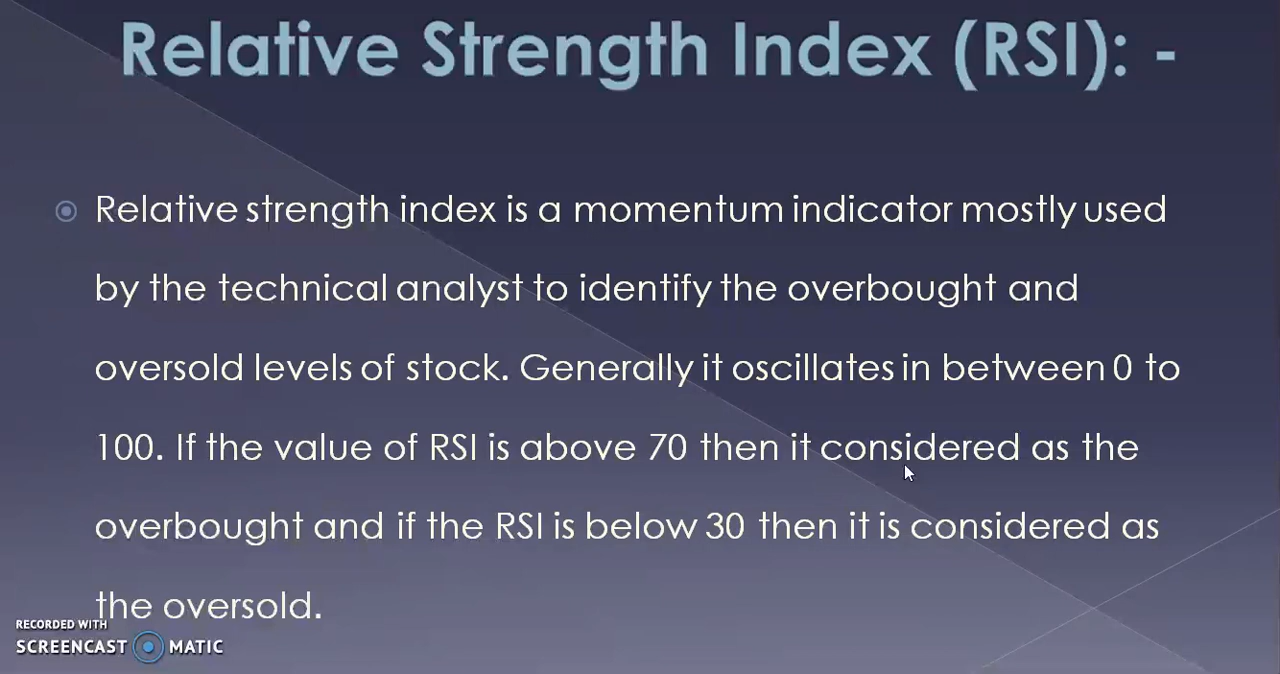 Relative Strength Index (RSI): -
Relative strength index is a momentum indicator mostly used
by the technical analyst to identify the overbought and
oversold levels of stock. Generally it oscillates in between 0 to
100. If the value of RSI is above 70 then it considered as the
overbought and if the RSI is below 30 then it is considered as
the oversold.
RECORDED WITH
SCREENCAST MATIC